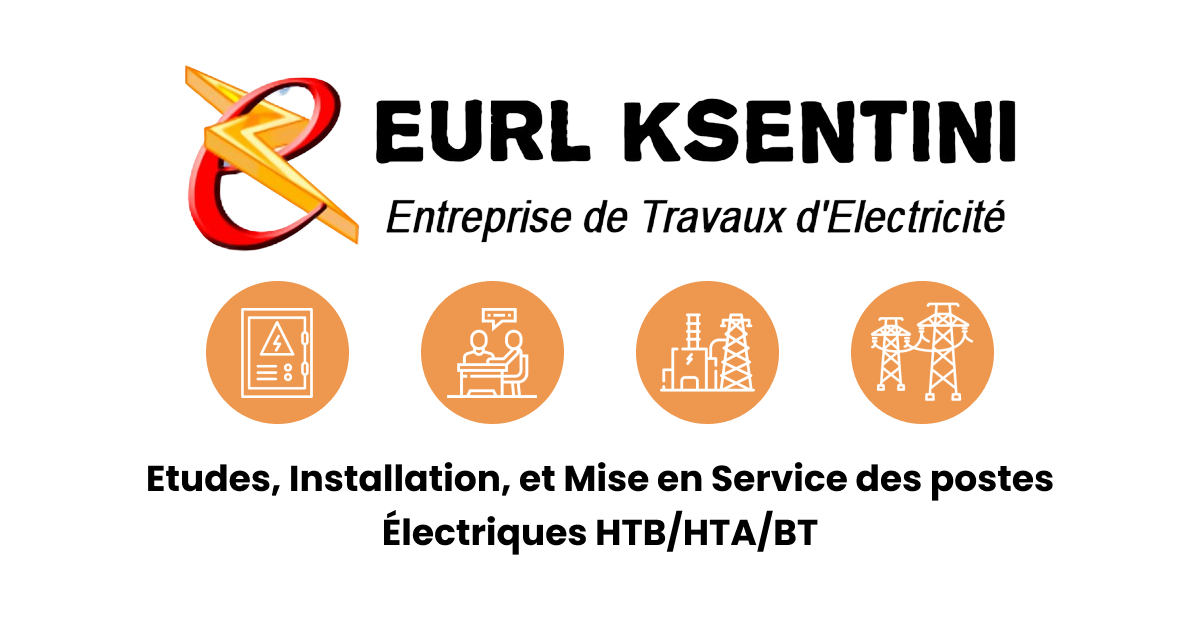 EURL KSENTINI
Entreprise de Travaux d'Electricité
Etudes, Installation, et Mise en Service des postes
Électriques HTB/HTA/BT